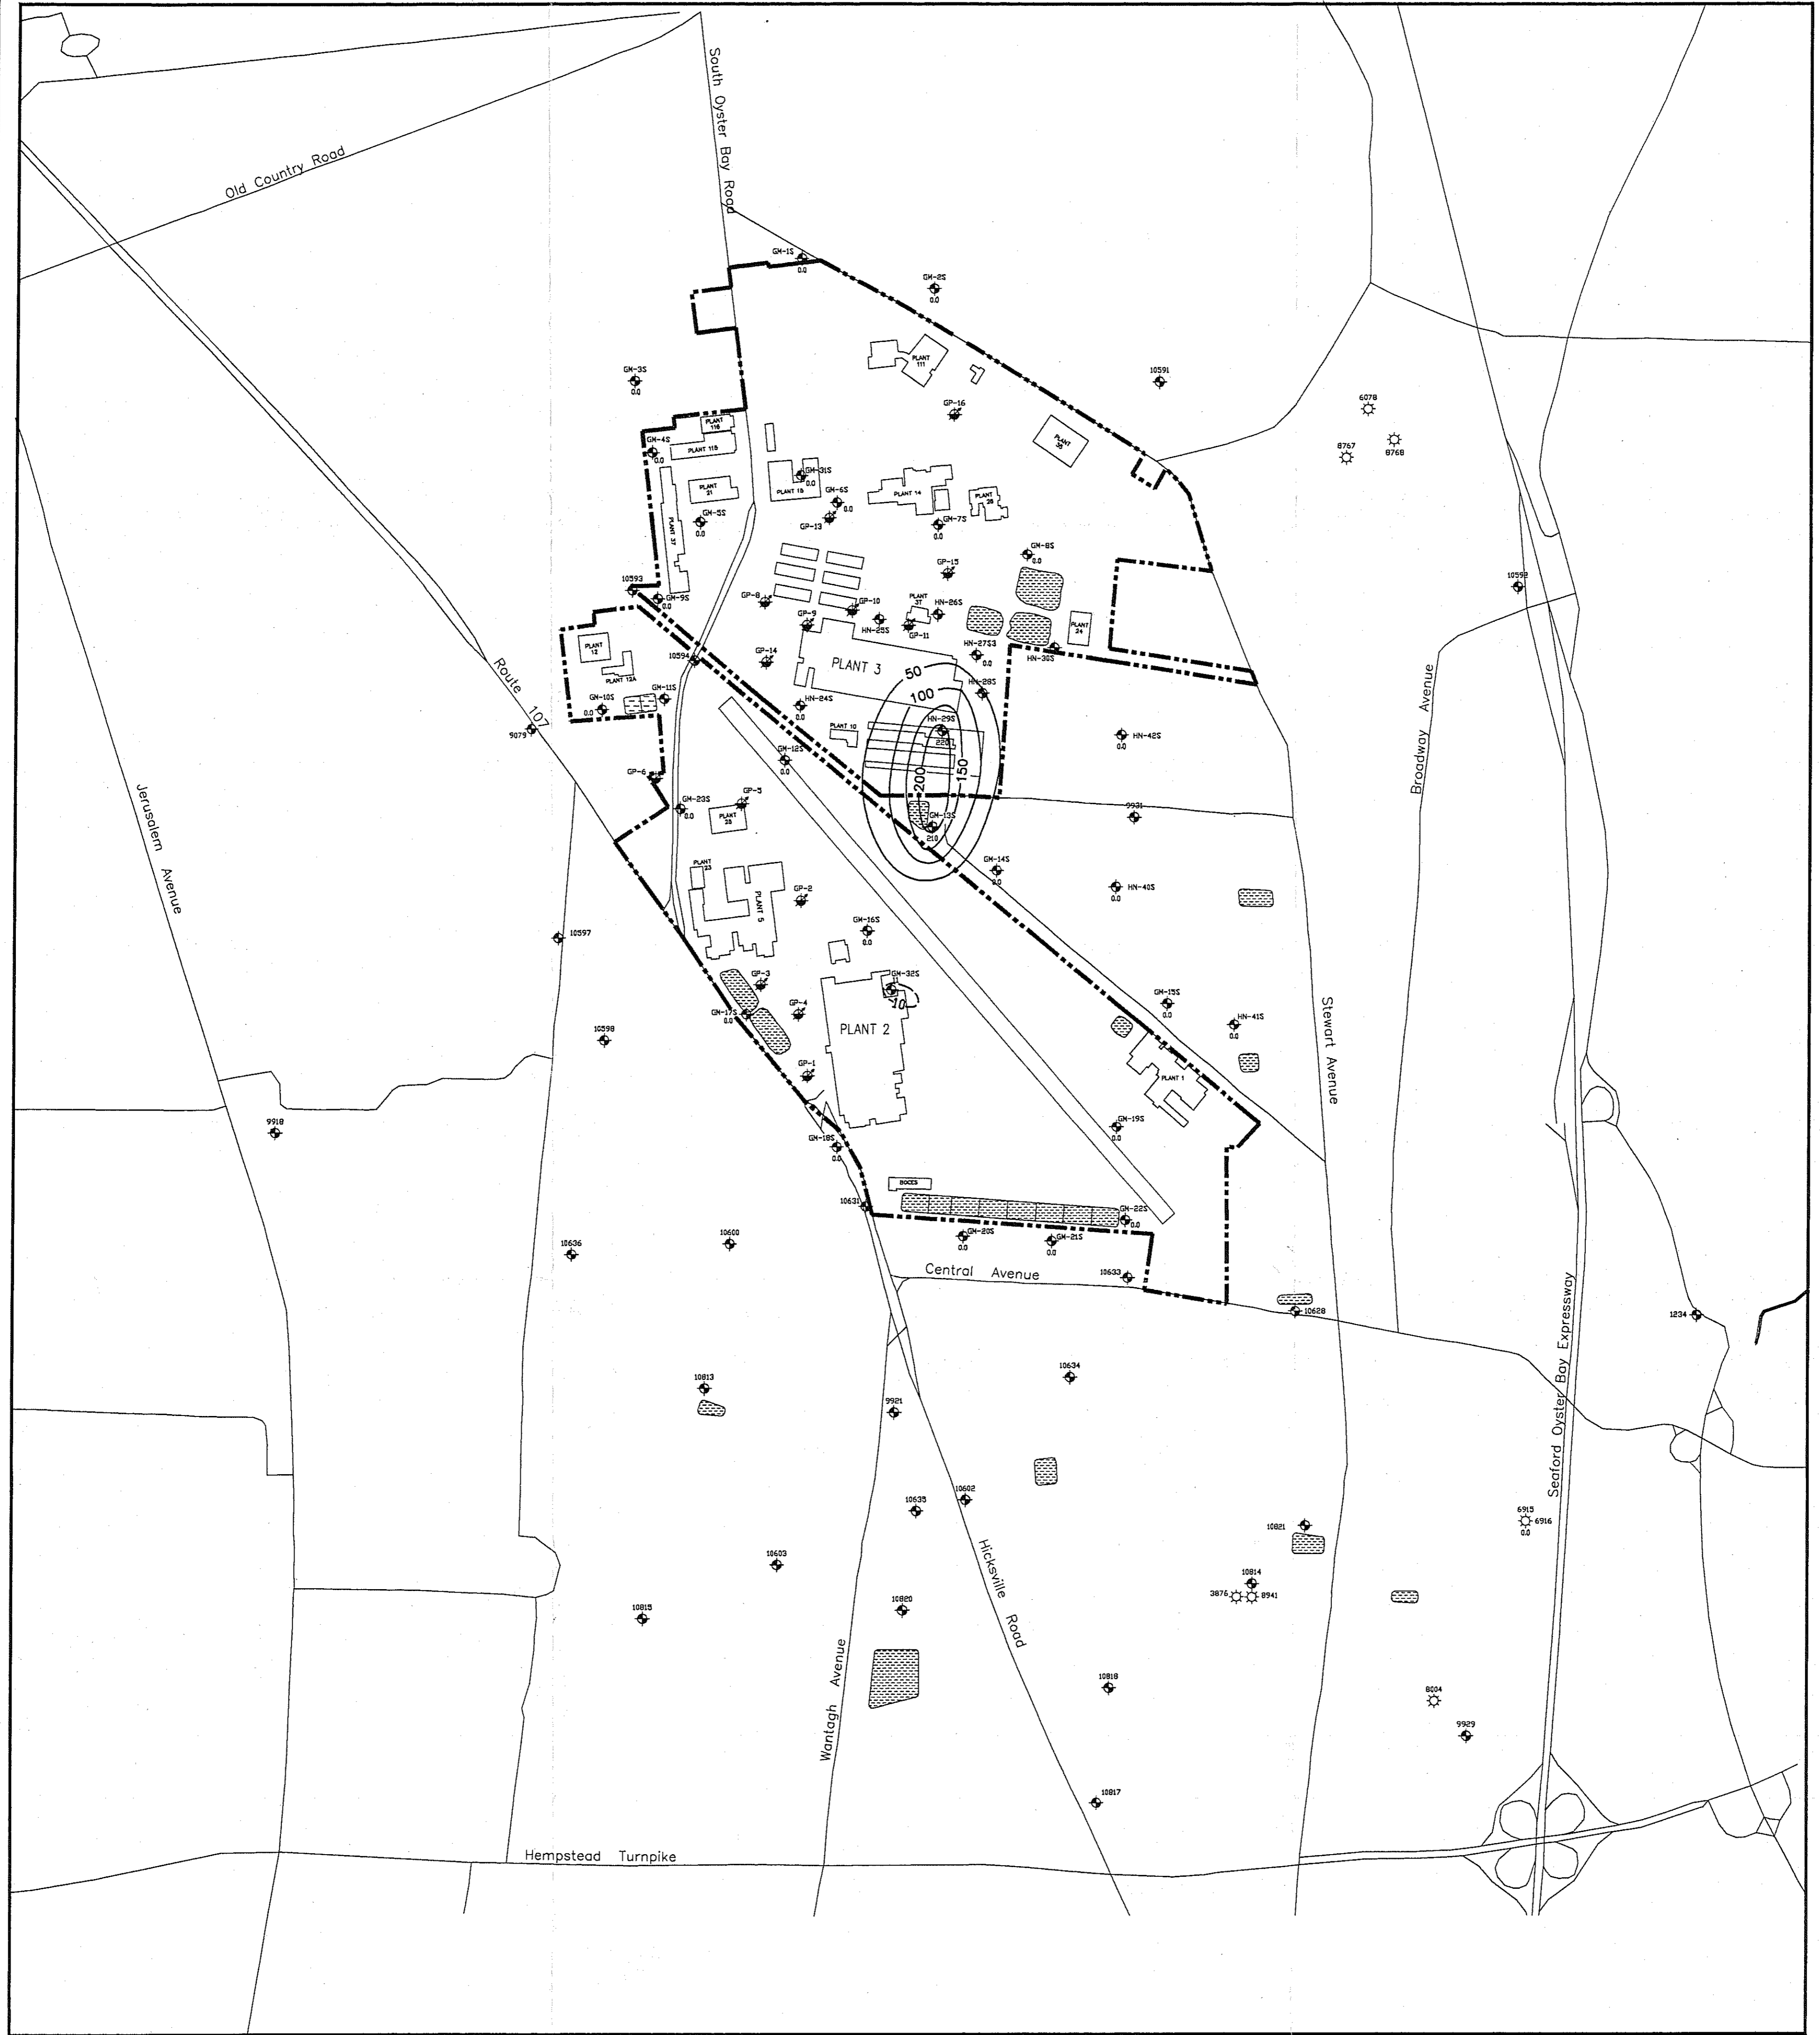 South Oyster Bay Road
Old Country Road
GM-1S
0.0
GM-2S
0.0
PLANT
111
GM-3S
0.0
10591
6078
GP-16
8767
8768
PLANT
116
GM-4S
0.0
PLANT 115
PLANT
35
GM-31S
0.0
PLANT 15
PLANT
21
GM-6S
0.0
PLANT 14
GP-13
GM-5S
0.0
GM-7S
0.0
PLANT 37
GM-8S
0.0
GP-15
10593
10592
GM-9S
0.0
GP-8
GP-9
GP-10
PLANT
HN-26S
HN-25S
GP-11
PLANT
24
PLANT
12
10594
GP-14
PLANT 3
HN-27S3
0.0
HN-30S
Route 107
PLANT 12A
50
100
HN-28S
GM-10S
0.0
GM-11S
HN-24S
0.0
9079
PLANT 10
HN-29S
220
HN-42S
0.0
Broadway Avenue
GM-12S
0.0
150
200
GP-6
GM-23S
0.0
GP-5
Jerusalem Avenue
GM-13S
210
9931
PLANT
23
PLANT 5
GP-2
GM-14S
0.0
HN-40S
0.0
GM-16S
0.0
10597
GP-3
GM-32S
10
GM-17S
0.0
GP-4
PLANT 2
GM-15S
0.0
HN-41S
0.0
Stewart Avenue
10598
GP-1
PLANT 1
9918
GM-18S
0.0
GM-19S
0.0
BOCES
10631
GM-22S
0.0
10636
10600
GM-20S
0.0
GM-21S
0.0
Central Avenue
10633
10628
1234
Seaford Oyster Bay Expressway
10634
10813
9921
10635
10602
10821
6915
6916
0.0
Hicksville Road
10603
10814
3876
8941
10815
10820
Wantagh Avenue
10818
8004
9929
10817
Hempstead Turnpike